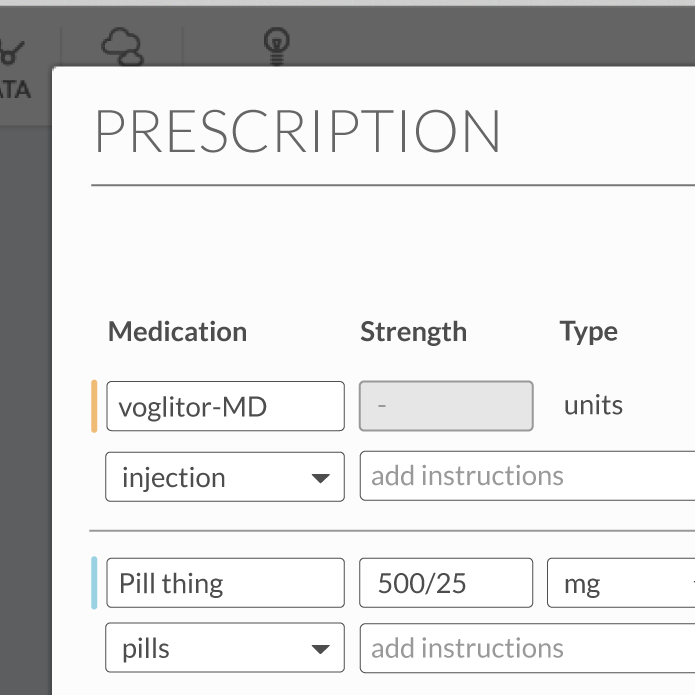 ATA
PRESCRIPTION
Medication Strength Type
voglitor-MD - units
injection add instructions
Pill thing 500/25 mg
pills add instructions